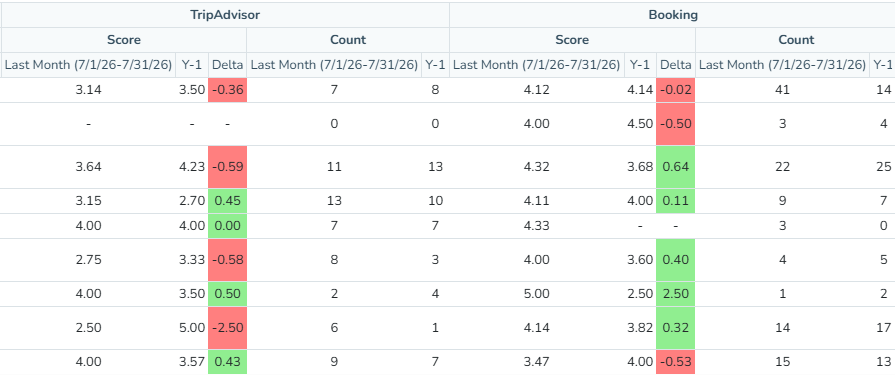 TripAdvisor Booking
Score Count Score Count
Last Month (7/1/26-7/31/26) Y-1 Delta Last Month (7/1/26-7/31/26) Y-1 Last Month (7/1/26-7/31/26) Y-1 Delta Last Month (7/1/26-7/31/26) Y-1
3.14 3.50 -0.36 7 8 4.12 4.14 -0.02 41 14
- - - 0 0 4.00 4.50 -0.50 3 4
3.64 4.23 -0.59 11 13 4.32 3.68 0.64 22 25
3.15 2.70 0.45 13 10 4.11 4.00 0.11 9 7
4.00 4.00 0.00 7 7 4.33 - - 3 0
2.75 3.33 -0.58 8 3 4.00 3.60 0.40 4 5
4.00 3.50 0.50 2 4 5.00 2.50 2.50 1 2
2.50 5.00 -2.50 6 1 4.14 3.82 0.32 14 17
4.00 3.57 0.43 9 7 3.47 4.00 -0.53 15 13